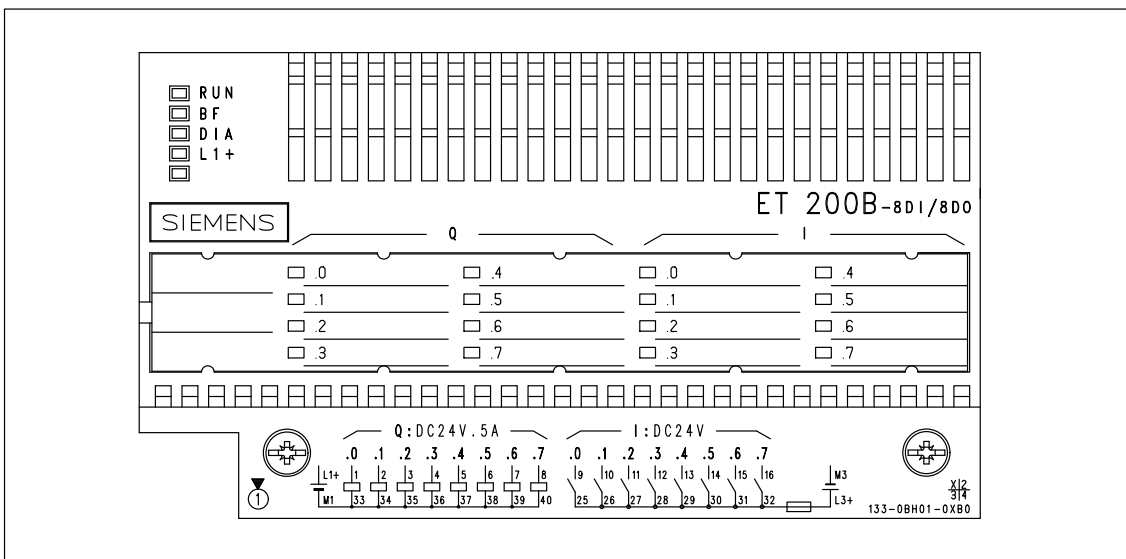 RUN
BF
DIA
L1+
SIEMENS
ET 200B-8DI/8DO
Q I
.0 .4 .0 .4
.1 .5 .1 .5
.2 .6 .2 .6
.3 .7 .3 .7
Q:DC24V.5A I:DC24V
.0 .1 .2 .3 .4 .5 .6 .7 .0 .1 .2 .3 .4 .5 .6 .7
L1+ 1 2 3 4 5 6 7 8 9 10 11 12 13 14 15 16 M3
M1 33 34 35 36 37 38 39 40 25 26 27 28 29 30 31 32 L3+
1
X 2
3 4
133-0BH01-0XB0